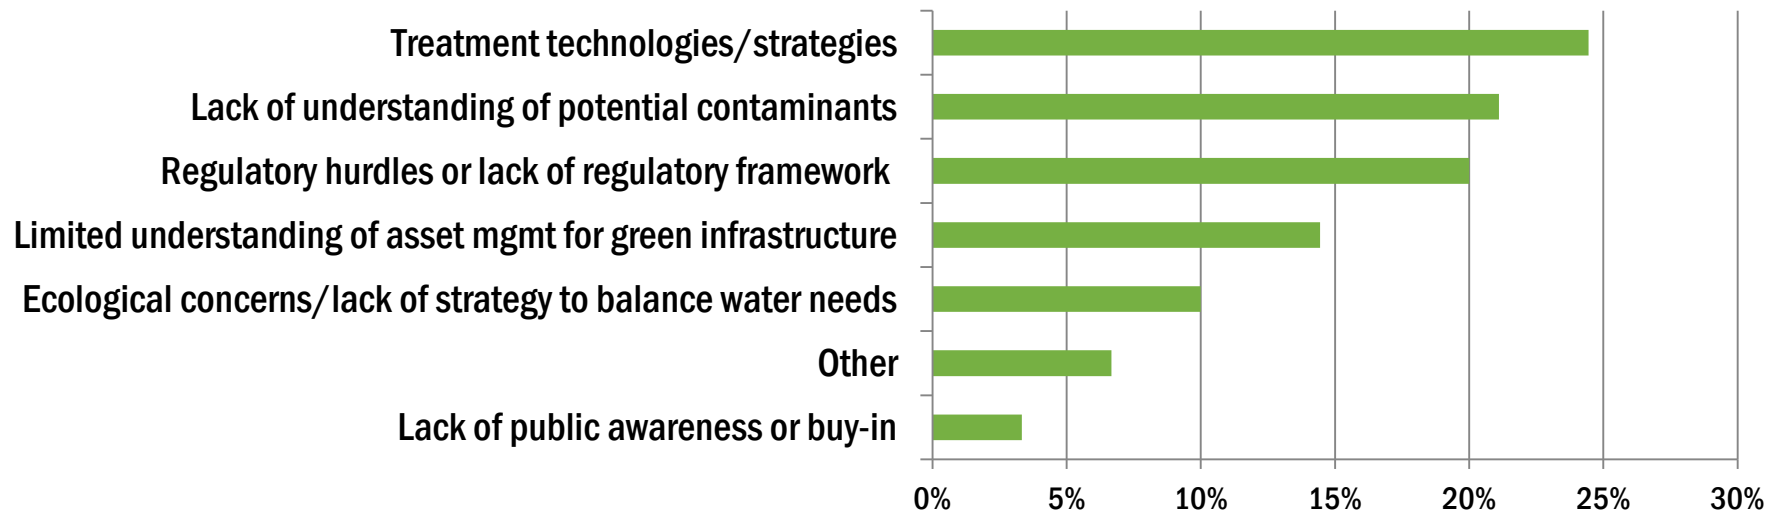 Treatment technologies/strategies
Lack of understanding of potential contaminants
Regulatory hurdles or lack of regulatory framework
Limited understanding of asset mgmt for green infrastructure
Ecological concerns/lack of strategy to balance water needs
Other
Lack of public awareness or buy-in
0% 5% 10% 15% 20% 25% 30%